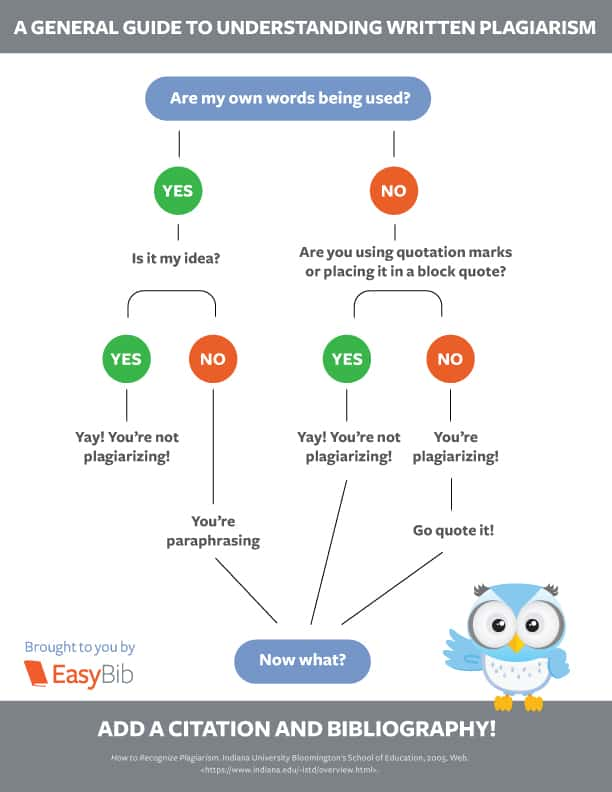 A GENERAL GUIDE TO UNDERSTANDING WRITTEN PLAGIARISM
Are my own words being used?
YES
NO
Is it my idea?
Are you using quotation marks
or placing it in a block quote?
YES
NO
YES
NO
Yay! You're not
plagiarizing!
Yay! You're not
plagiarizing!
You're
plagiarizing!
You're
paraphrasing
Go quote it!
Now what?
Brought to you by
EasyBib
ADD A CITATION AND BIBLIOGRAPHY!
How to Recognize Plagiarism. Indiana University Bloomington's School of Education, 2005. Web.
<https://www.indiana.edu/~istd/overview.html>.